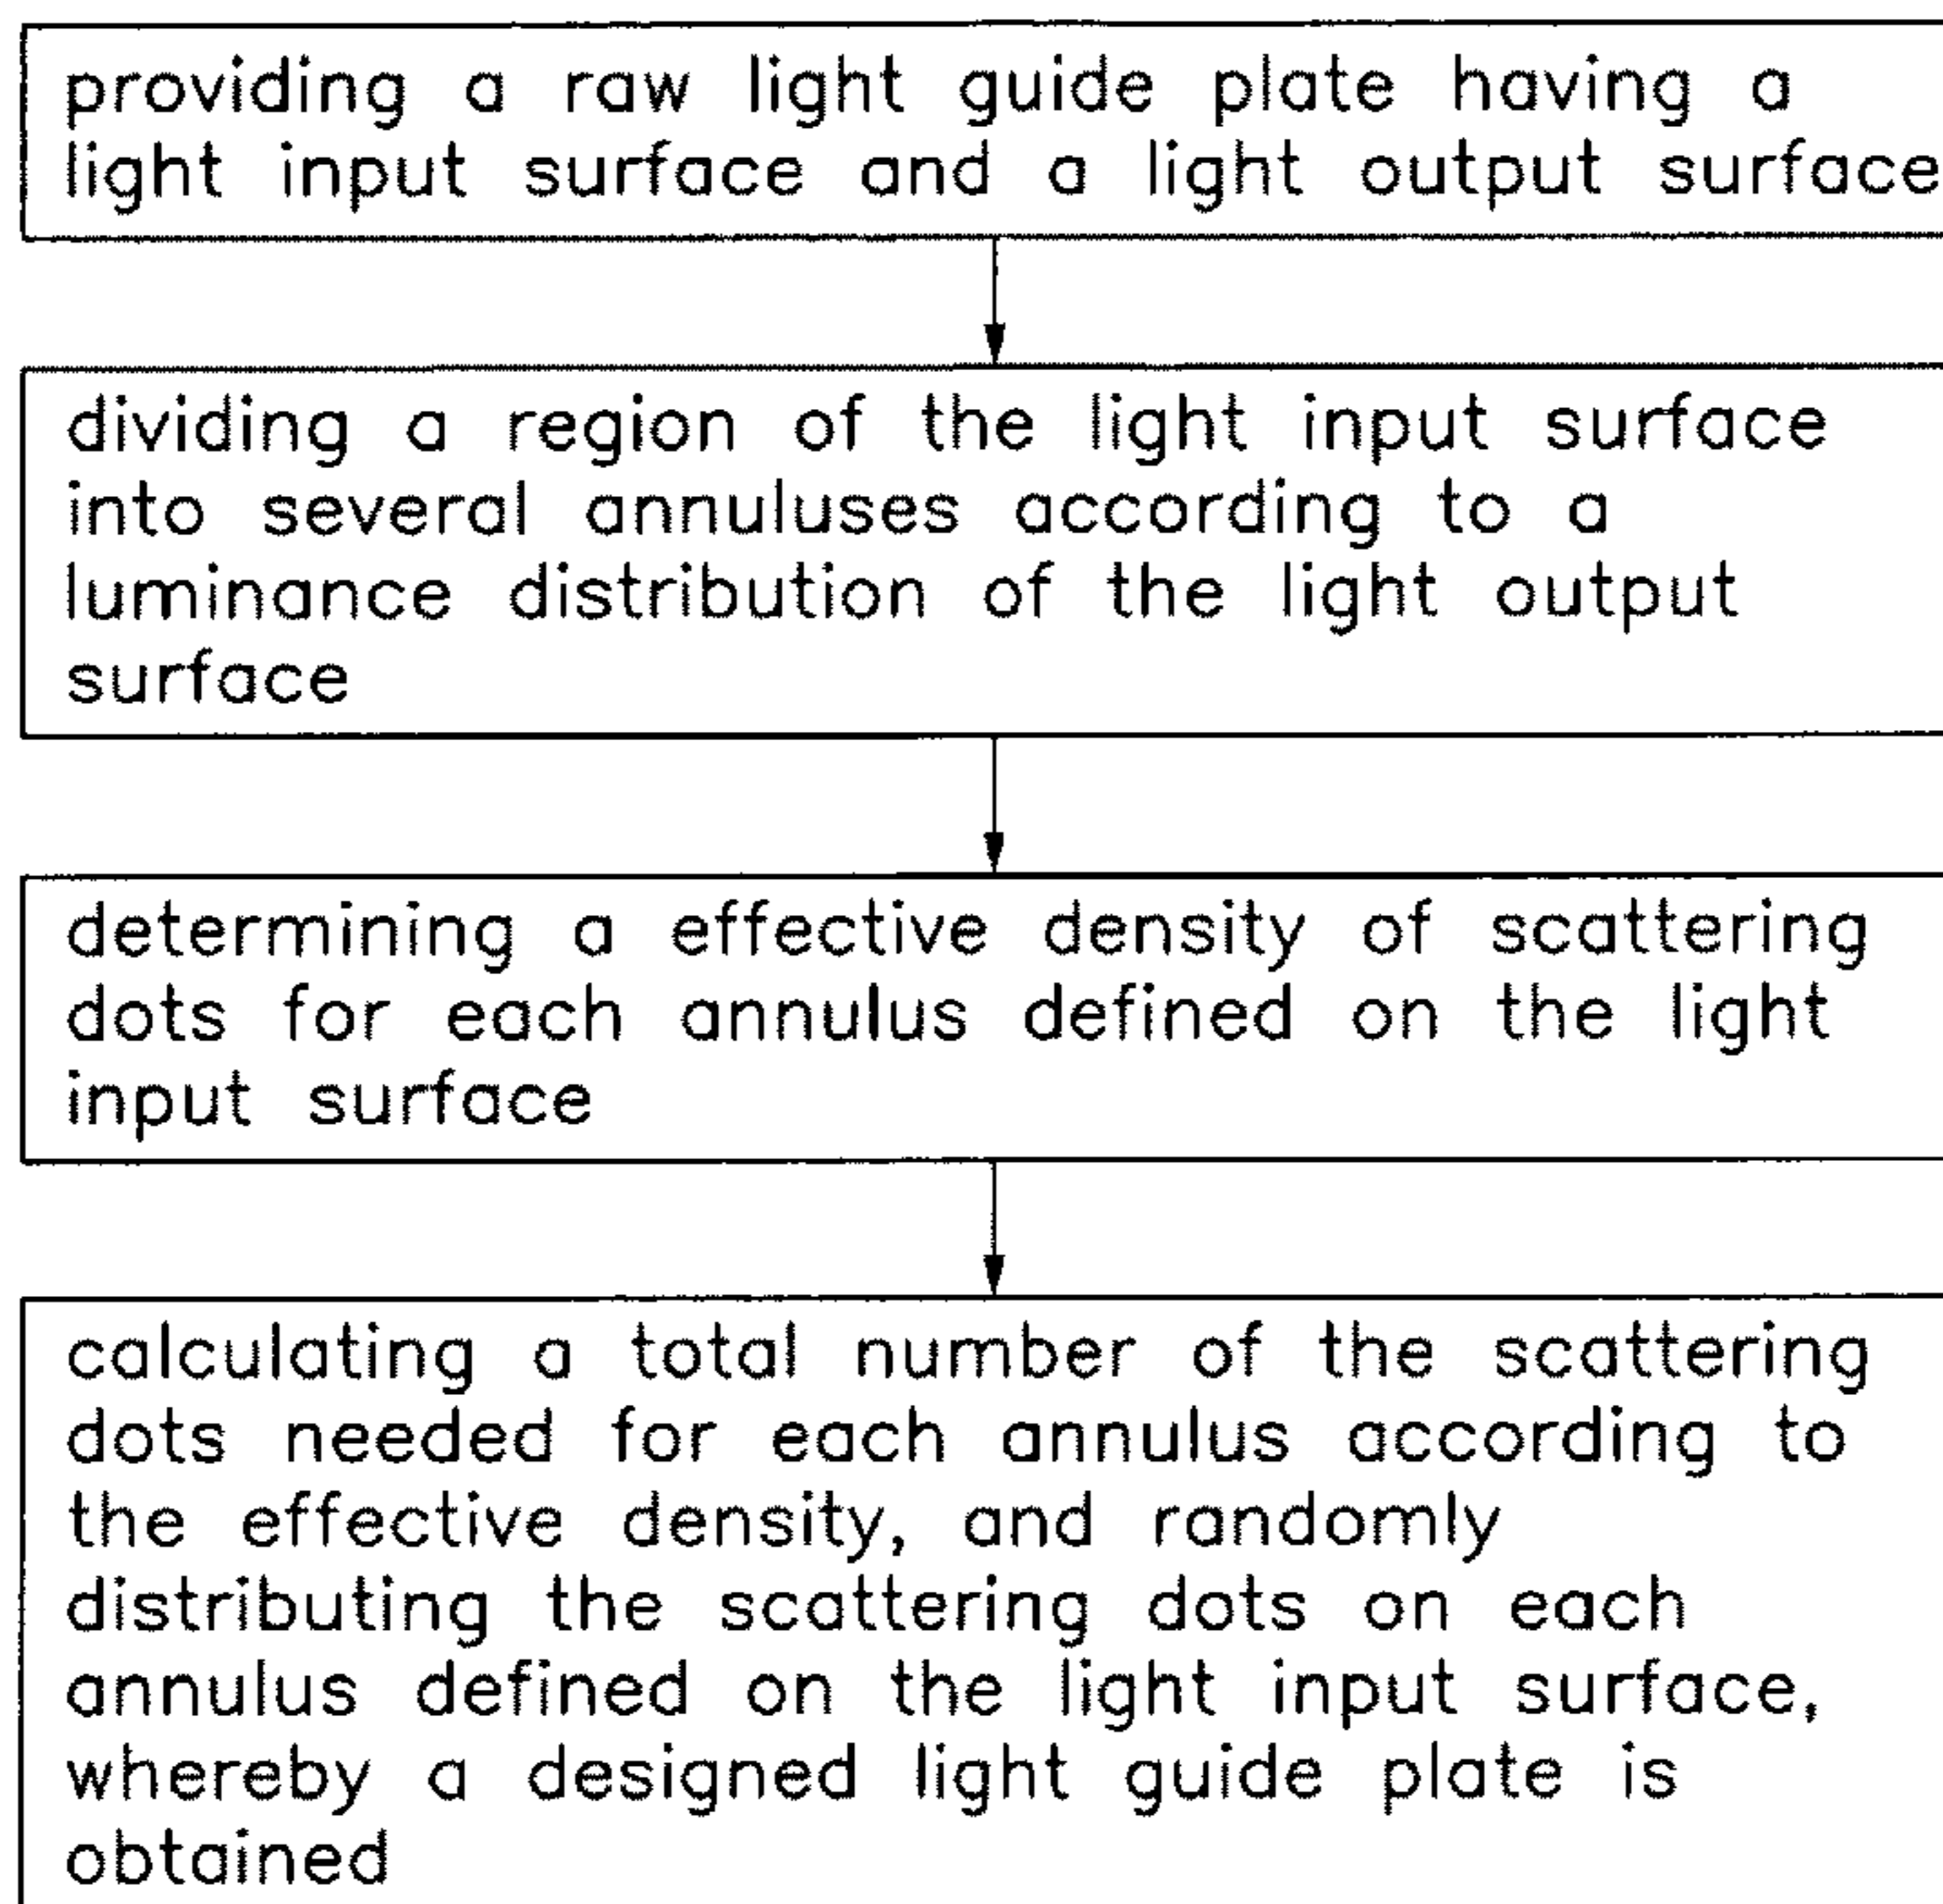 providing a raw light guide plate having a
light input surface and a light output surface
dividing a region of the light input surface
into several annuluses according to a
luminance distribution of the light output
surface
determining a effective density of scattering
dots for each annulus defined on the light
input surface
calculating a total number of the scattering
dots needed for each annulus according to
the effective density, and randomly
distributing the scattering dots on each
annulus defined on the light input surface,
whereby a designed light guide plate is
obtained